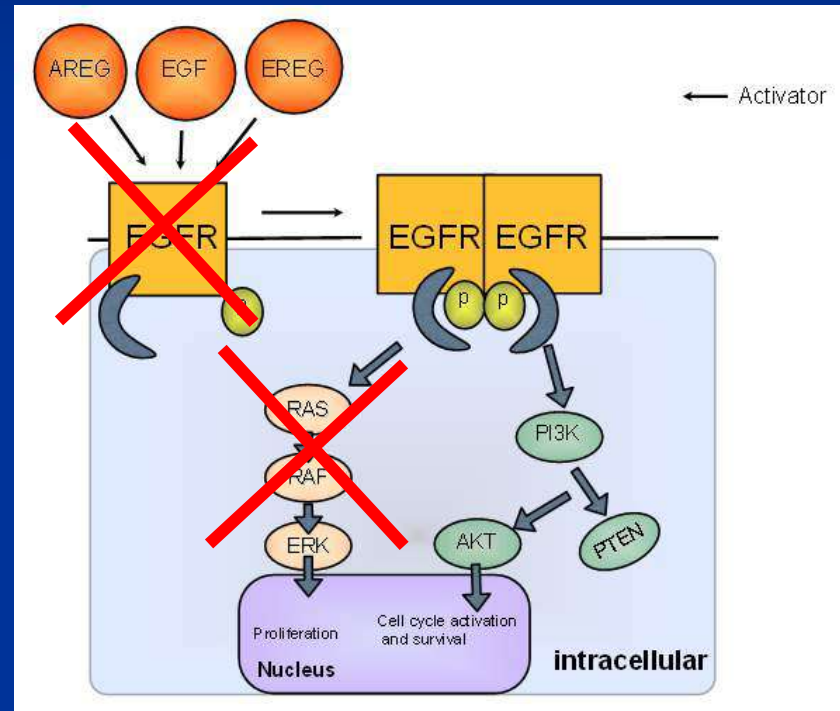 AREG
EGF
EREG
Activator
EGFR
EGFR
EGFR
p
p
RAS
RAF
PI3K
ERK
AKT
PTEN
Proliferation
Cell cycle activation
and survival
Nucleus
intracellular